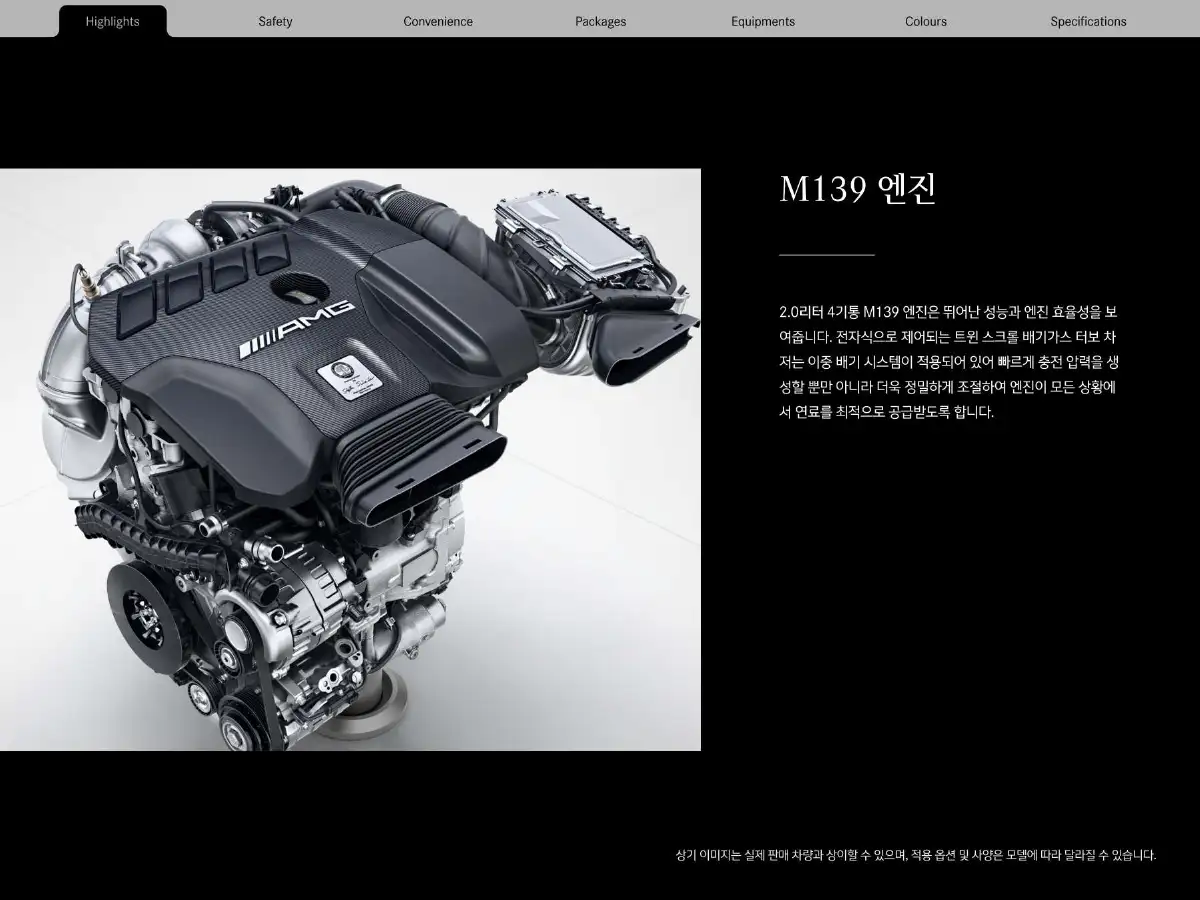 Highlights
Safety
Convenience
Packages
Equipments
Colours
Specifications
M139 엔진
2.0리터 4기통 M139 엔진은 뛰어난 성능과 엔진 효율성을 보
여줍니다. 전자식으로 제어되는 트윈 스크롤 배기가스 터보 차
저는 이중 배기 시스템이 적용되어 있어 빠르게 충전 압력을 생
성할 뿐만 아니라 더욱 정밀하게 조절하여 엔진이 모든 상황에
서 연료를 최적으로 공급받도록 합니다.
AMG
상기 이미지는 실제 판매 차량과 상이할 수 있으며, 적용 옵션 및 사양은 모델에 따라 달라질 수 있습니다.